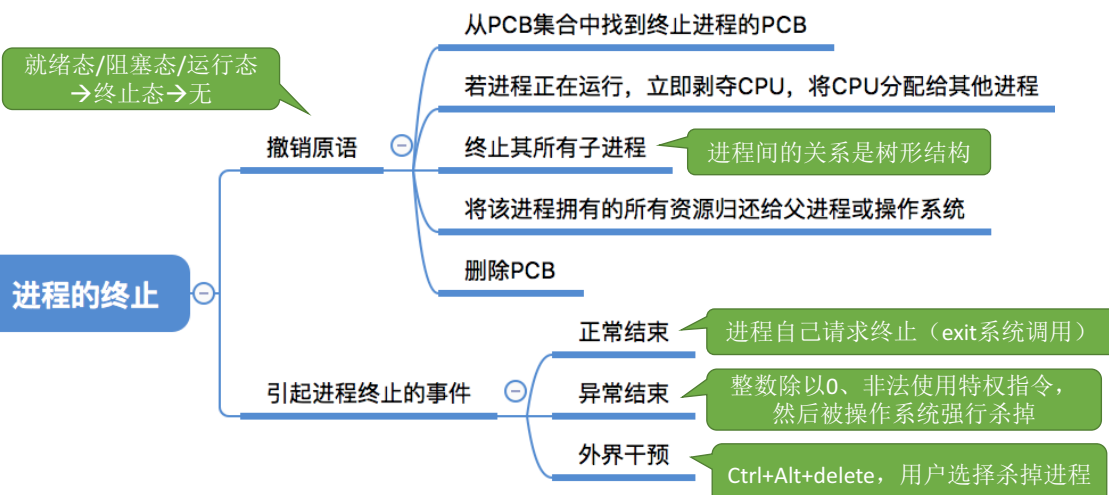 从PCB集合中找到终止进程的PCB
就绪态/阻塞态/运行态
→终止态→无
若进程正在运行，立即剥夺CPU，将CPU分配给其他进程
撤销原语
终止其所有子进程
进程间的关系是树形结构
将该进程拥有的所有资源归还给父进程或操作系统
删除PCB
进程的终止
正常结束
进程自己请求终止（exit系统调用）
引起进程终止的事件
异常结束
整数除以0、非法使用特权指令，
然后被操作系统强行杀掉
外界干预
Ctrl+Alt+delete，用户选择杀掉进程